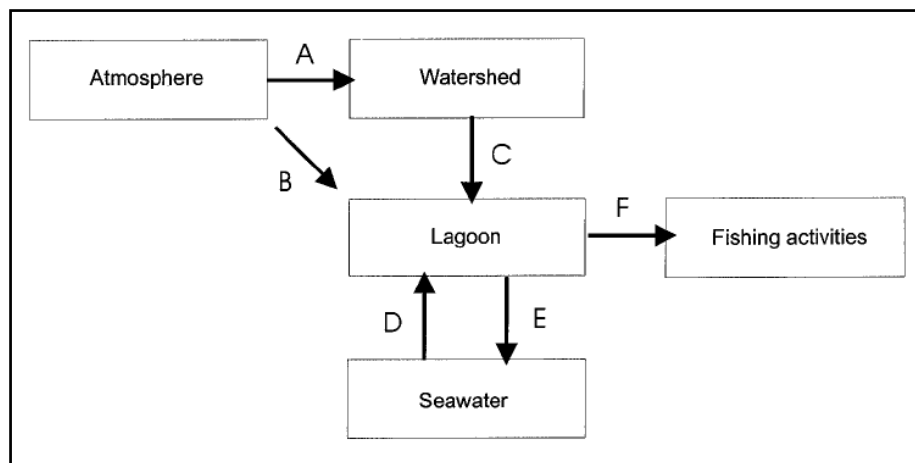 A
Atmosphere
Watershed
B
C
F
Lagoon
Fishing activities
D
E
Seawater